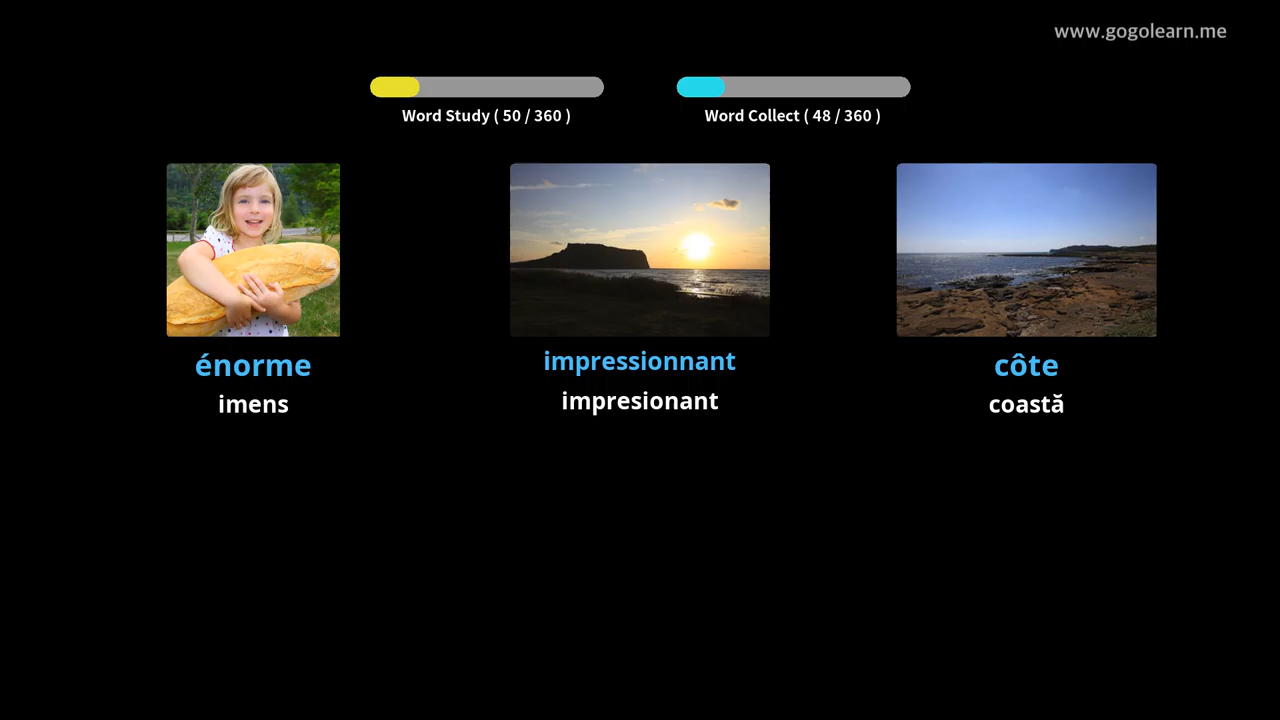 www.gogolearn.me
Word Study ( 50 / 360 )
Word Collect ( 48 / 360 )
énorme
imens
impressionnant
impresionant
côte
coastă